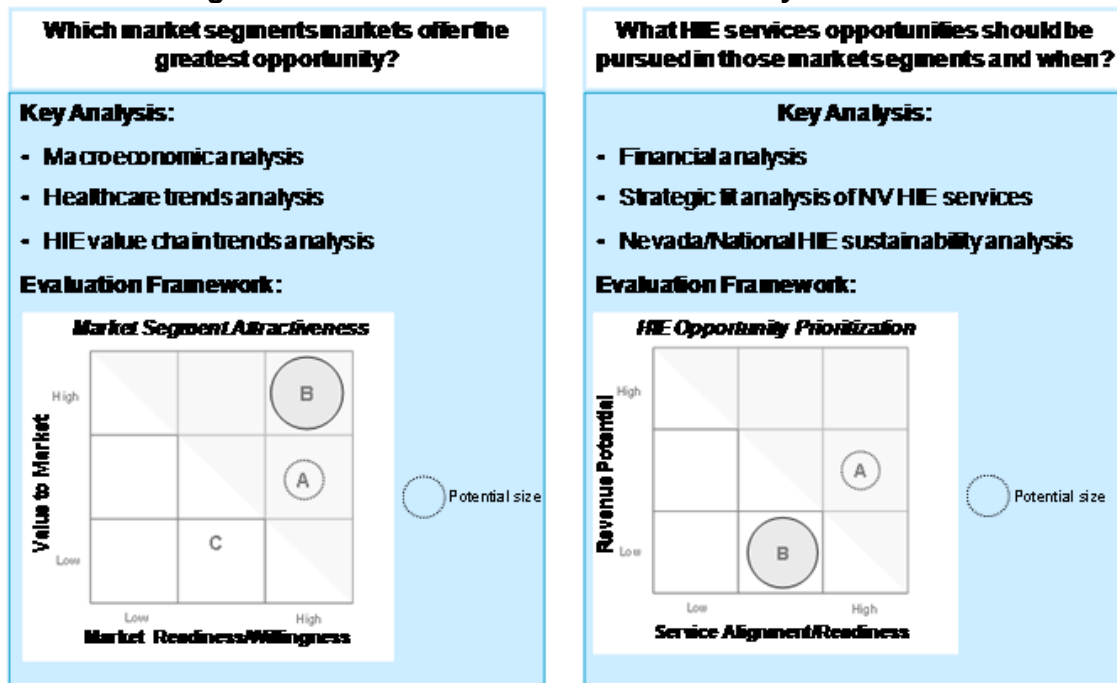 Which market segments markets offer the
greatest opportunity?
Key Analysis:
- Macroeconomic analysis
- Healthcare trends analysis
- HIE value chain trends analysis
Evaluation Framework:
Market Segment Attractiveness
High
B
Value to Market
A
Potential size
C
Low
Low
High
Market Readiness/Willingness
What HIE services opportunities should be
pursued in those market segments and when?
Key Analysis:
- Financial analysis
- Strategic fit analysis of NV HIE services
- Nevada/National HIE sustainability analysis
Evaluation Framework:
HIE Opportunity Prioritization
High
Revenue Potential
A
Potential size
Low
B
Low
High
Service Alignment/Readiness